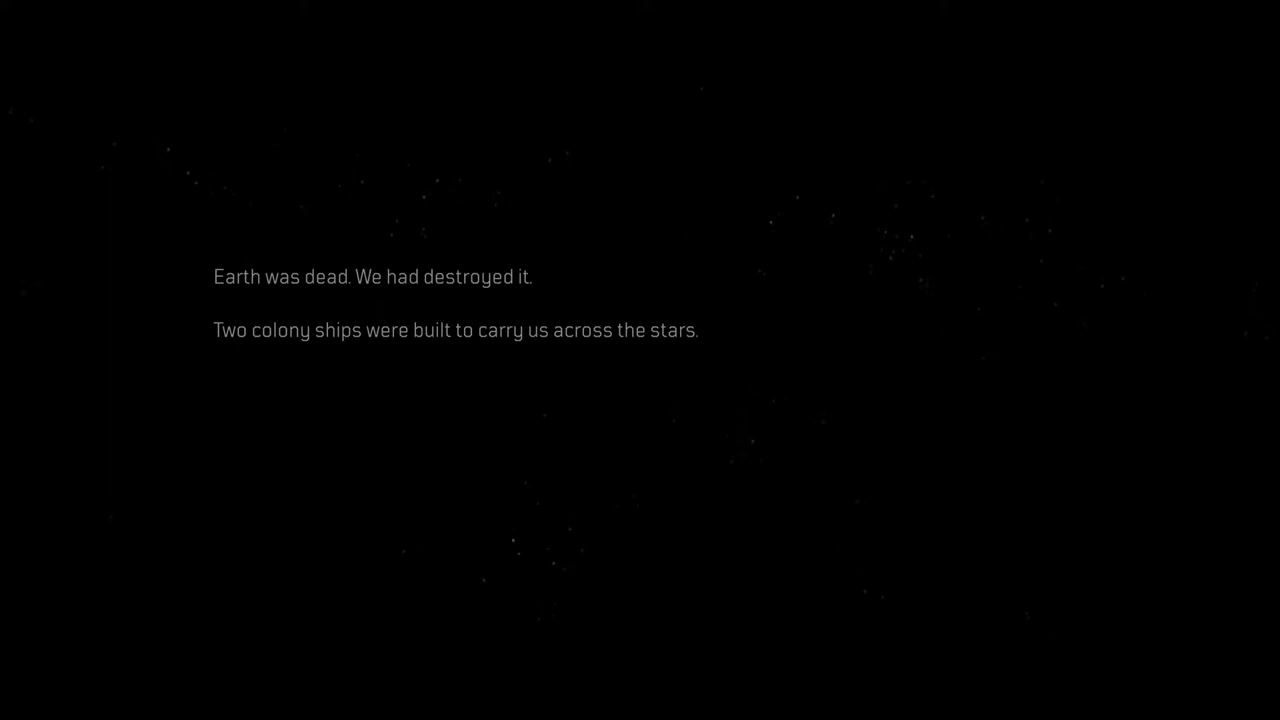 Earth was dead. We had destroyed it.
Two colony ships were built to carry us across the stars.